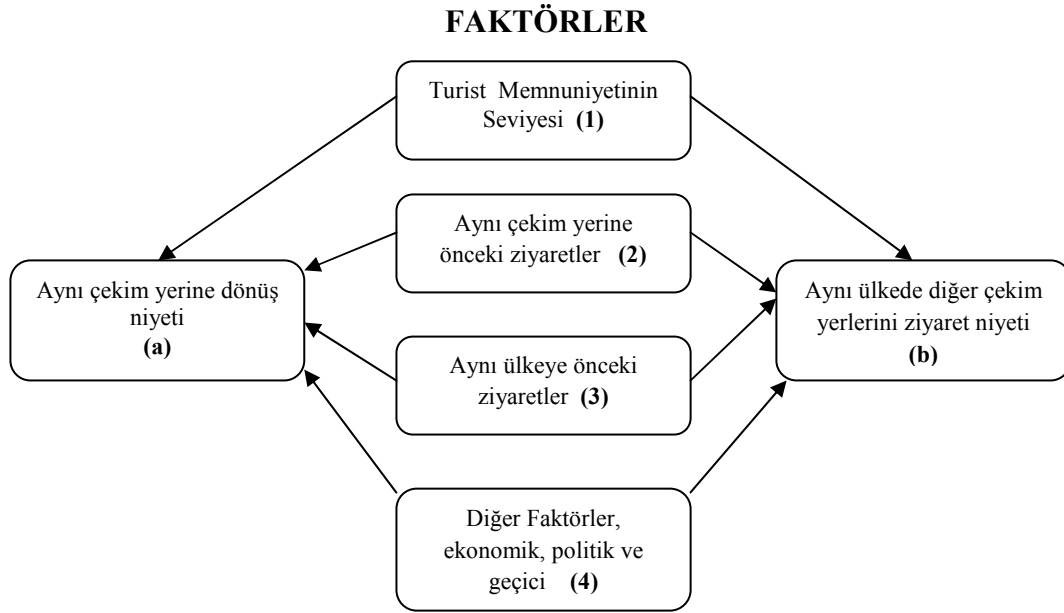 FAKTÖRLER
Turist Memnuniyetinin
Seviyesi (1)
Aynı çekim yerine
önceki ziyaretler (2)
Aynı çekim yerine dönüş
niyeti
(a)
Aynı ülkede diğer çekim
yerlerini ziyaret niyeti
(b)
Aynı ülkeye önceki
ziyaretler (3)
Diğer Faktörler,
ekonomik, politik ve
geçici (4)